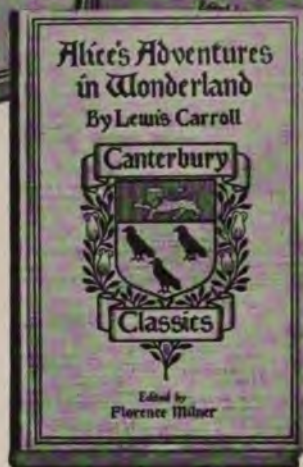 Alice's Adventures
in Wonderland
By Lewis Carroll
Canterbury
Classics
Edited by
Florence Milner